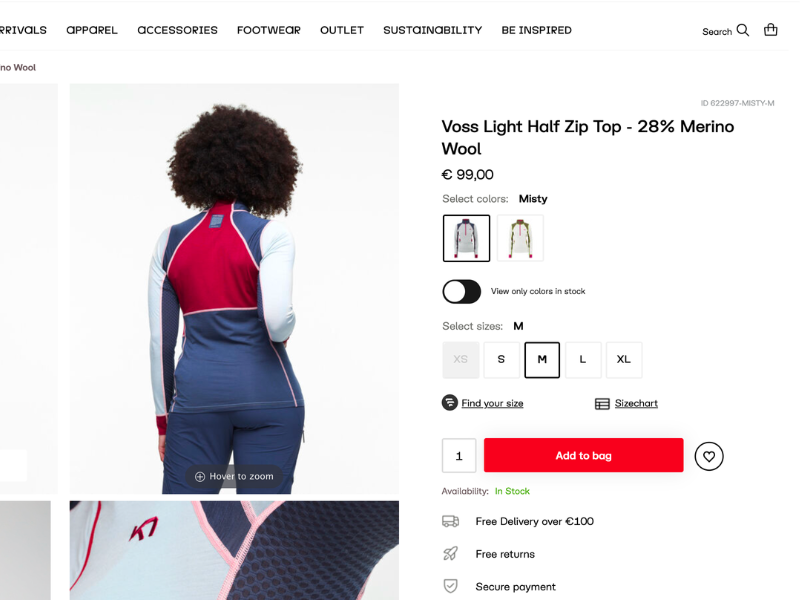 APPAREL
ACCESSORIES
FOOTWEAR
OUTLET
SUSTAINABILITY
BE INSPIRED
Search
Wool
ID 622997-MISTY-M
Voss Light Half Zip Top - 28% Merino
Wool
€ 99,00
Select colors: Misty
View only colors in stock
Select sizes: M
XS S M L XL
Find your size
Sizechart
1
Add to bag
Availability: In Stock
Free Delivery over €100
Free returns
Secure payment
Hover to zoom